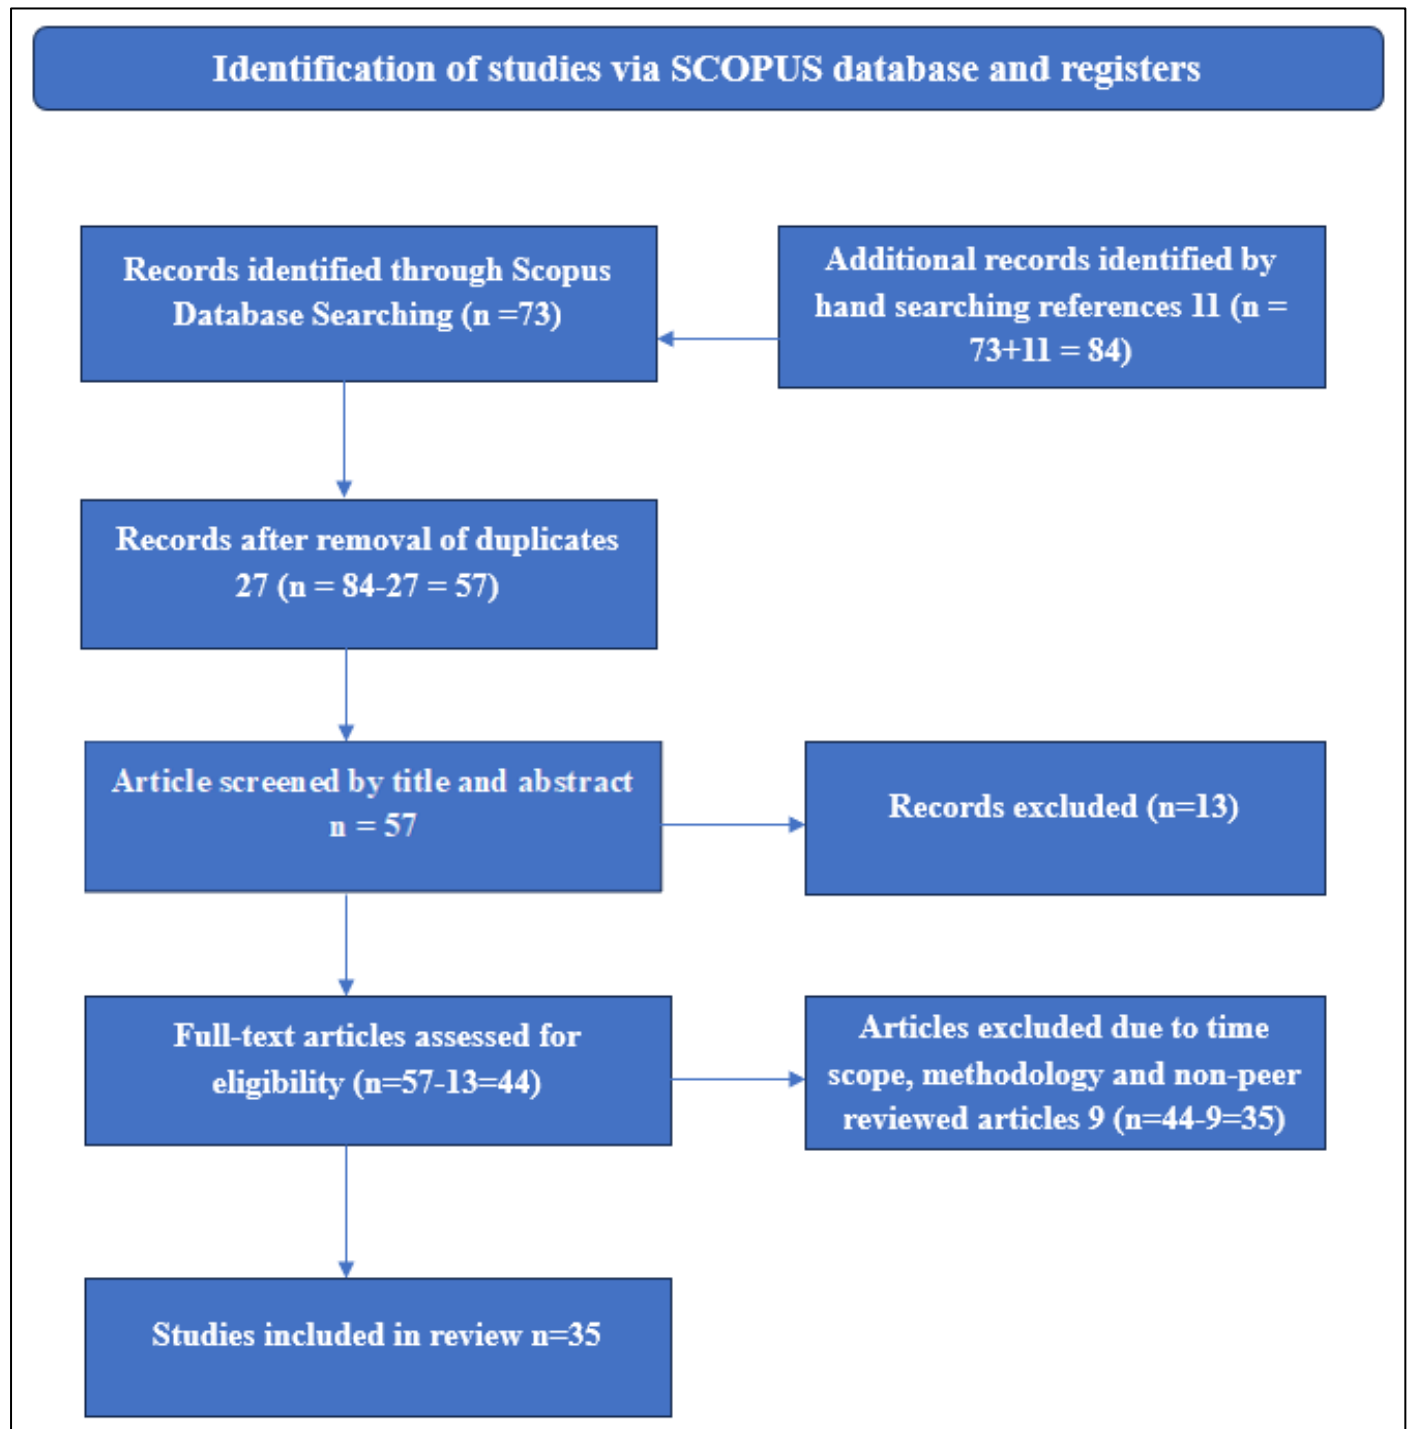 Identification of studies via SCOPUS database and registers
Records identified through Scopus
Database Searching (n =73)
Additional records identified by
hand searching references 11 (n =
73+11 = 84)
Records after removal of duplicates
27 (n = 84-27 = 57)
Article screened by title and abstract
n = 57
Records excluded (n=13)
Full-text articles assessed for
eligibility (n=57-13=44)
Articles excluded due to time
scope, methodology and non-peer
reviewed articles 9 (n=44-9=35)
Studies included in review n=35